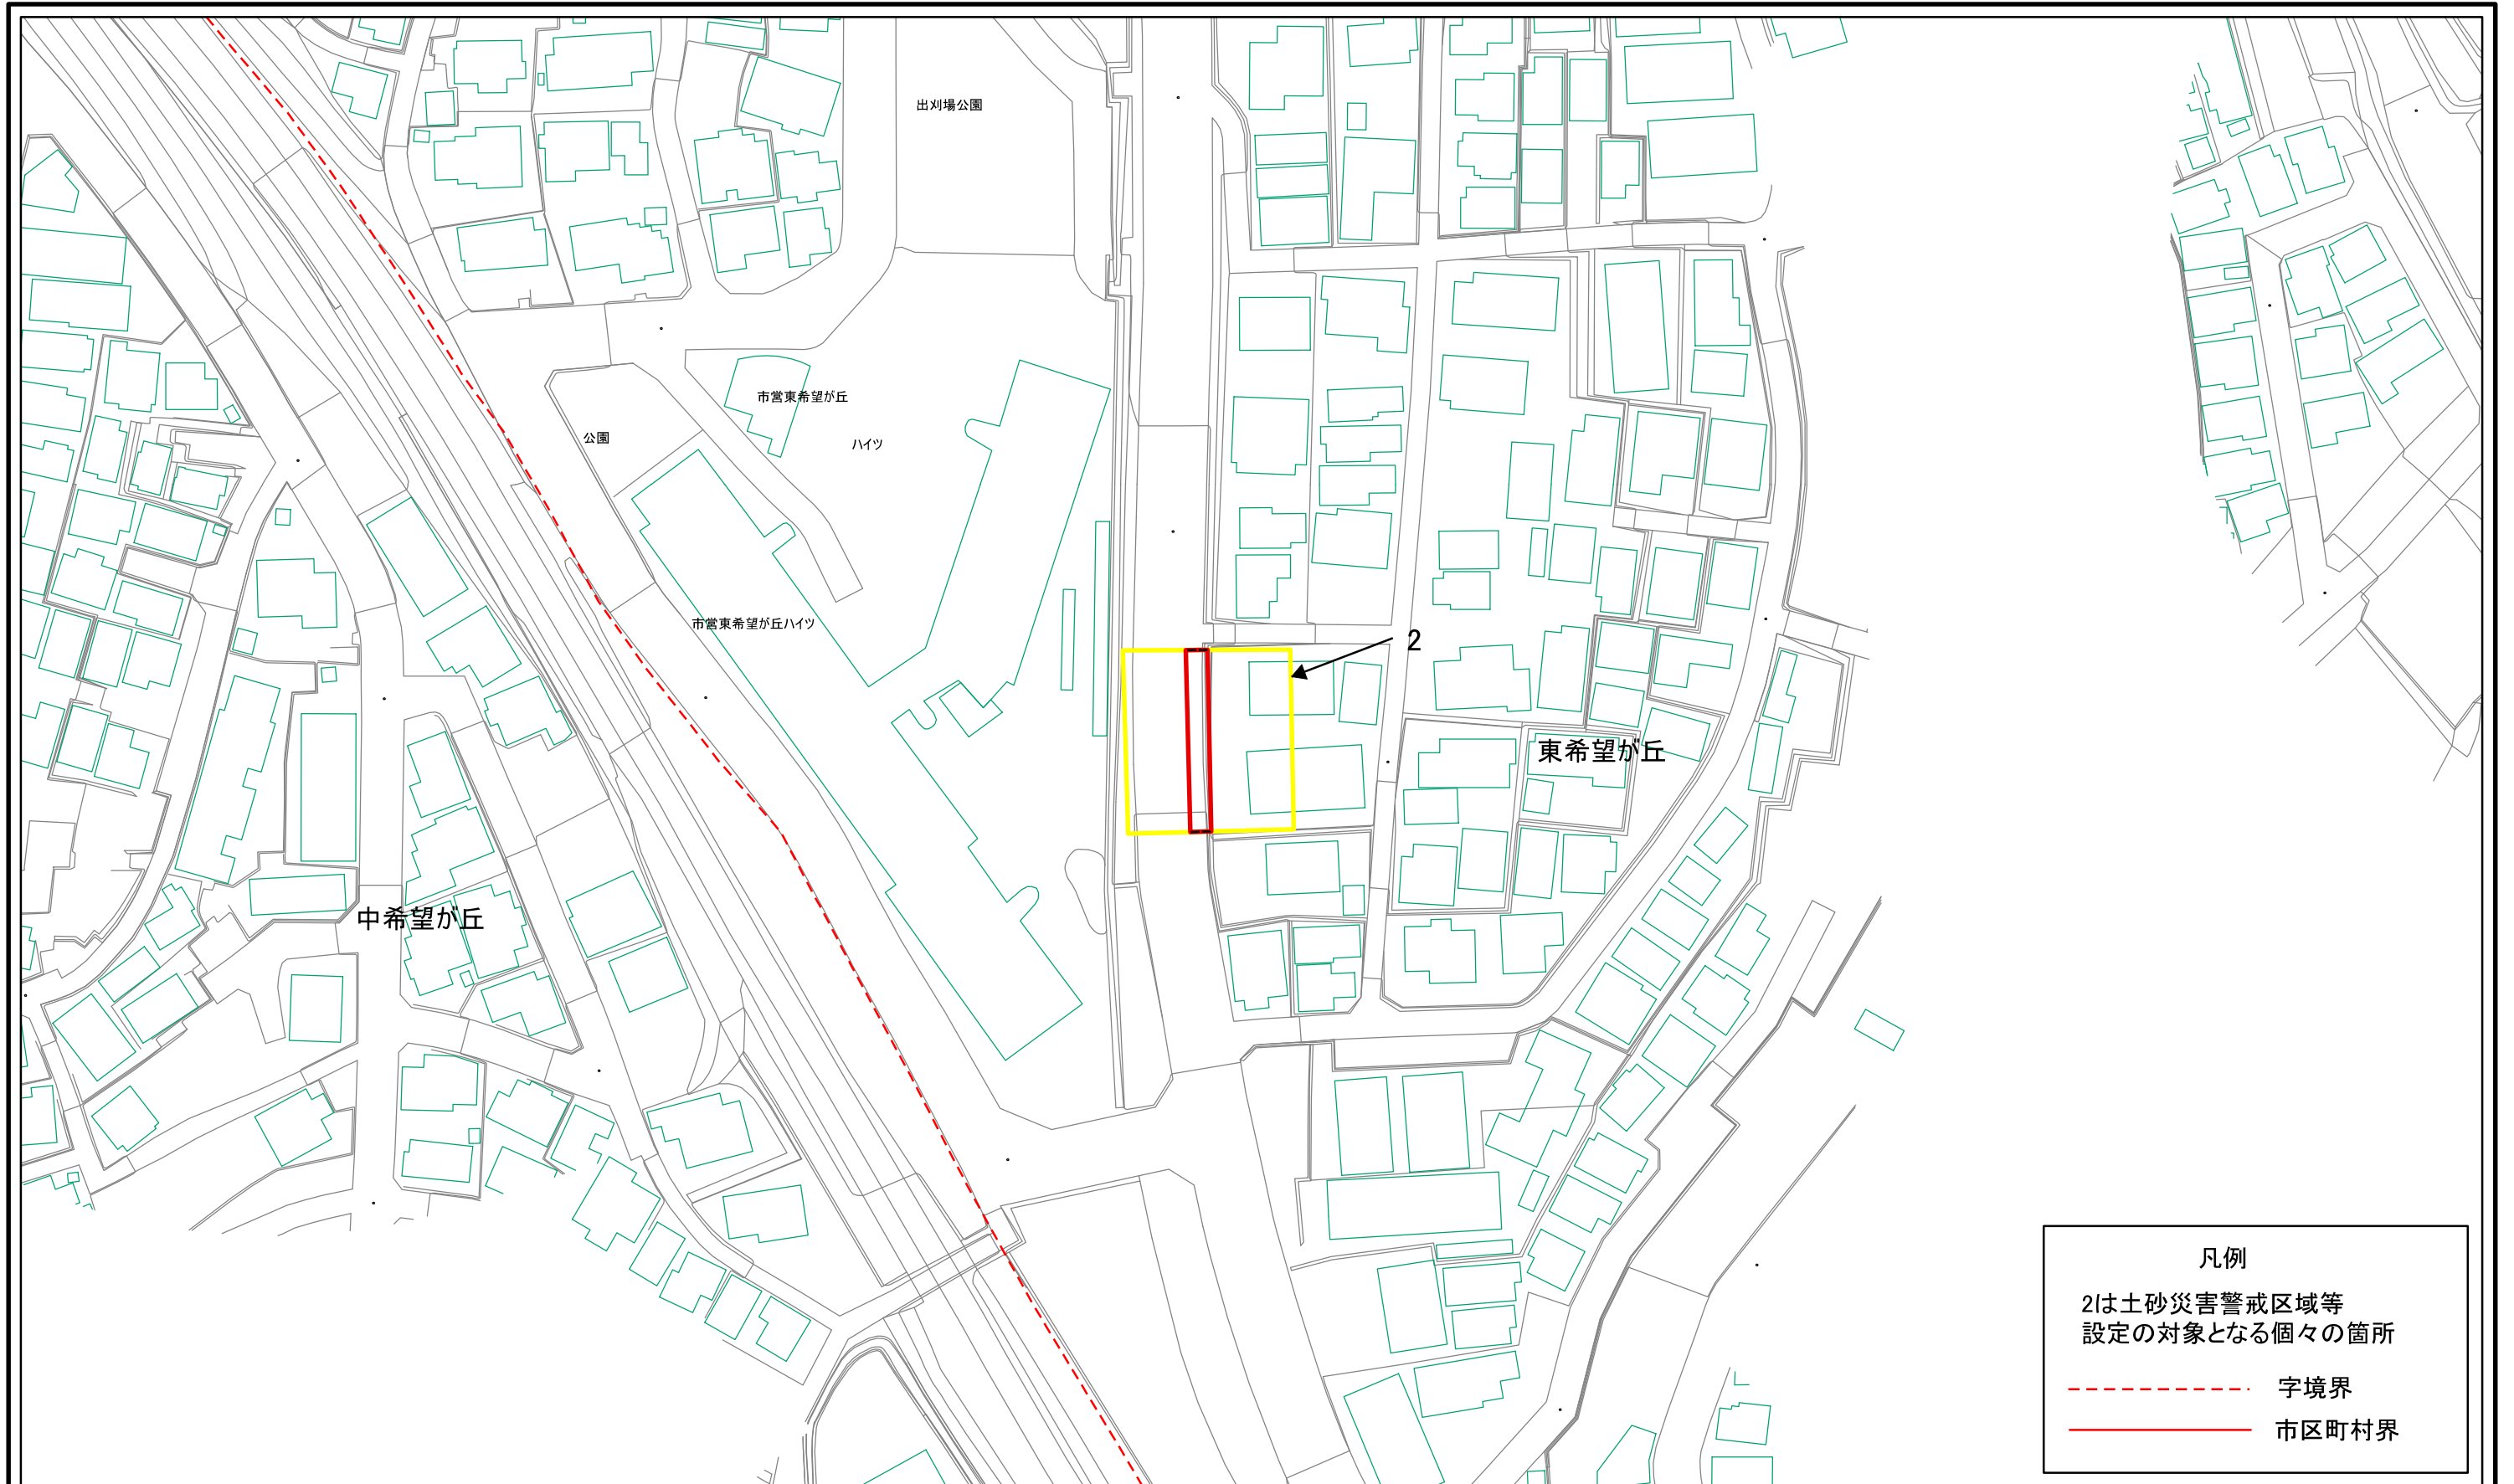 出刈場公園
市営東希望が丘
公園
ハイツ
市営東希望が丘ハイツ
2
東希望が丘
中希望が丘
凡例
2は土砂災害警戒区域等
設定の対象となる個々の箇所
字境界
市区町村界